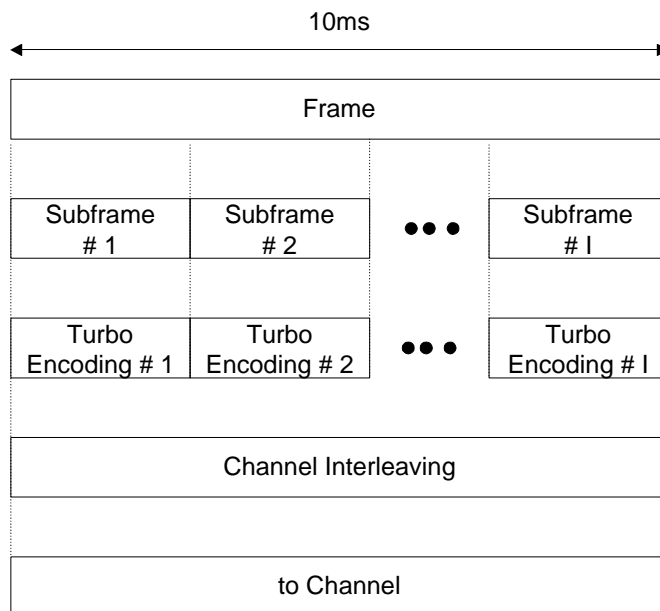 10ms
Frame
Subframe
# 1
Subframe
# 2
Subframe
# I
Turbo
Encoding # 1
Turbo
Encoding # 2
Turbo
Encoding # I
Channel Interleaving
to Channel